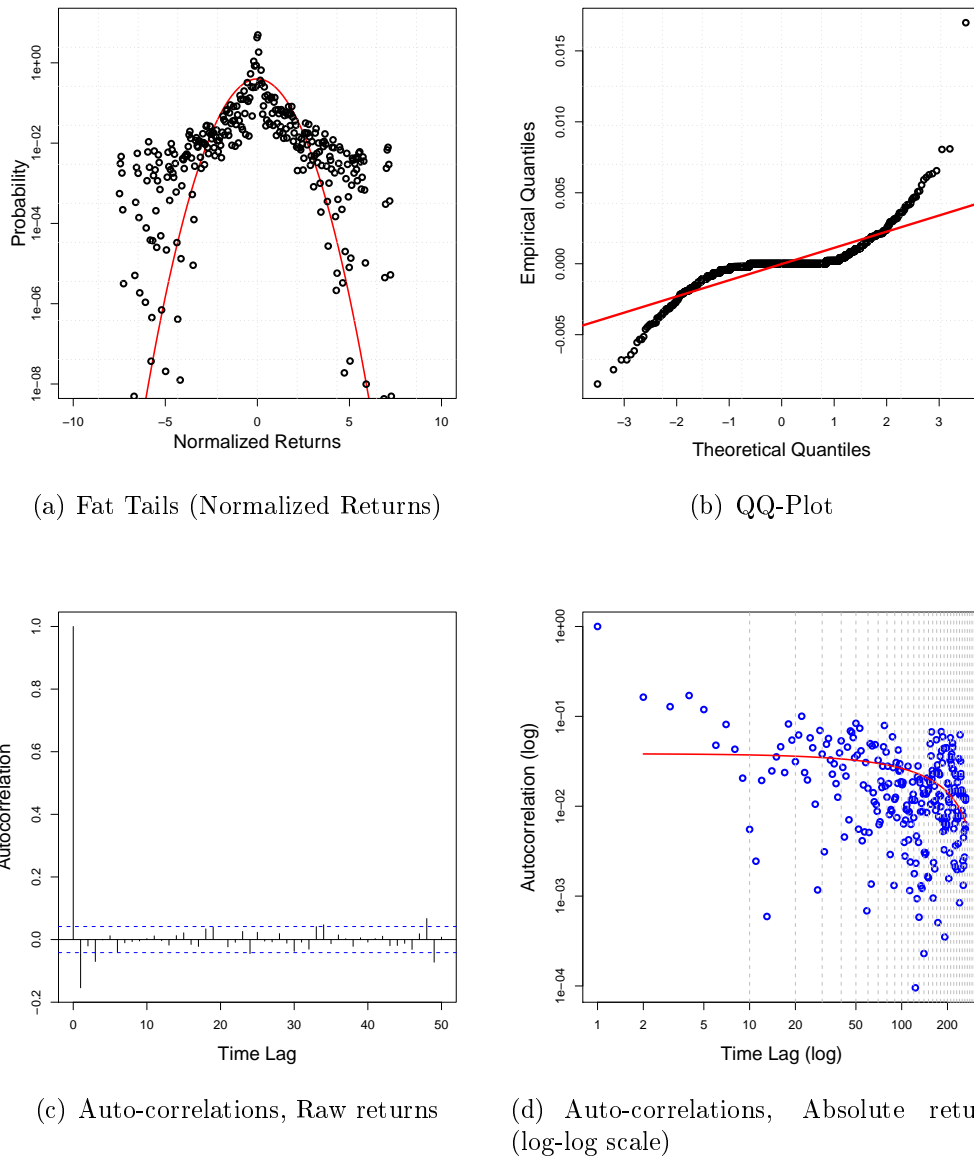 1e+00
1e−02
1e−04
1e−06
1e−08
Probability
−10
−5
0
5
10
Normalized Returns
(a) Fat Tails (Normalized Returns)
0.015
0.010
0.005
0.000
−0.005
Empirical Quantiles
−3
−2
−1
0
1
2
3
Theoretical Quantiles
(b) QQ-Plot
1.0
0.8
0.6
0.4
0.2
0.0
−0.2
Autocorrelation
0
10
20
30
40
50
Time Lag
(c) Auto-correlations, Raw returns
1e+00
1e−01
1e−02
1e−03
1e−04
Autocorrelation (log)
1
2
5
10
20
50
100
200
Time Lag (log)
(d) Auto-correlations, Absolute retu
(log-log scale)